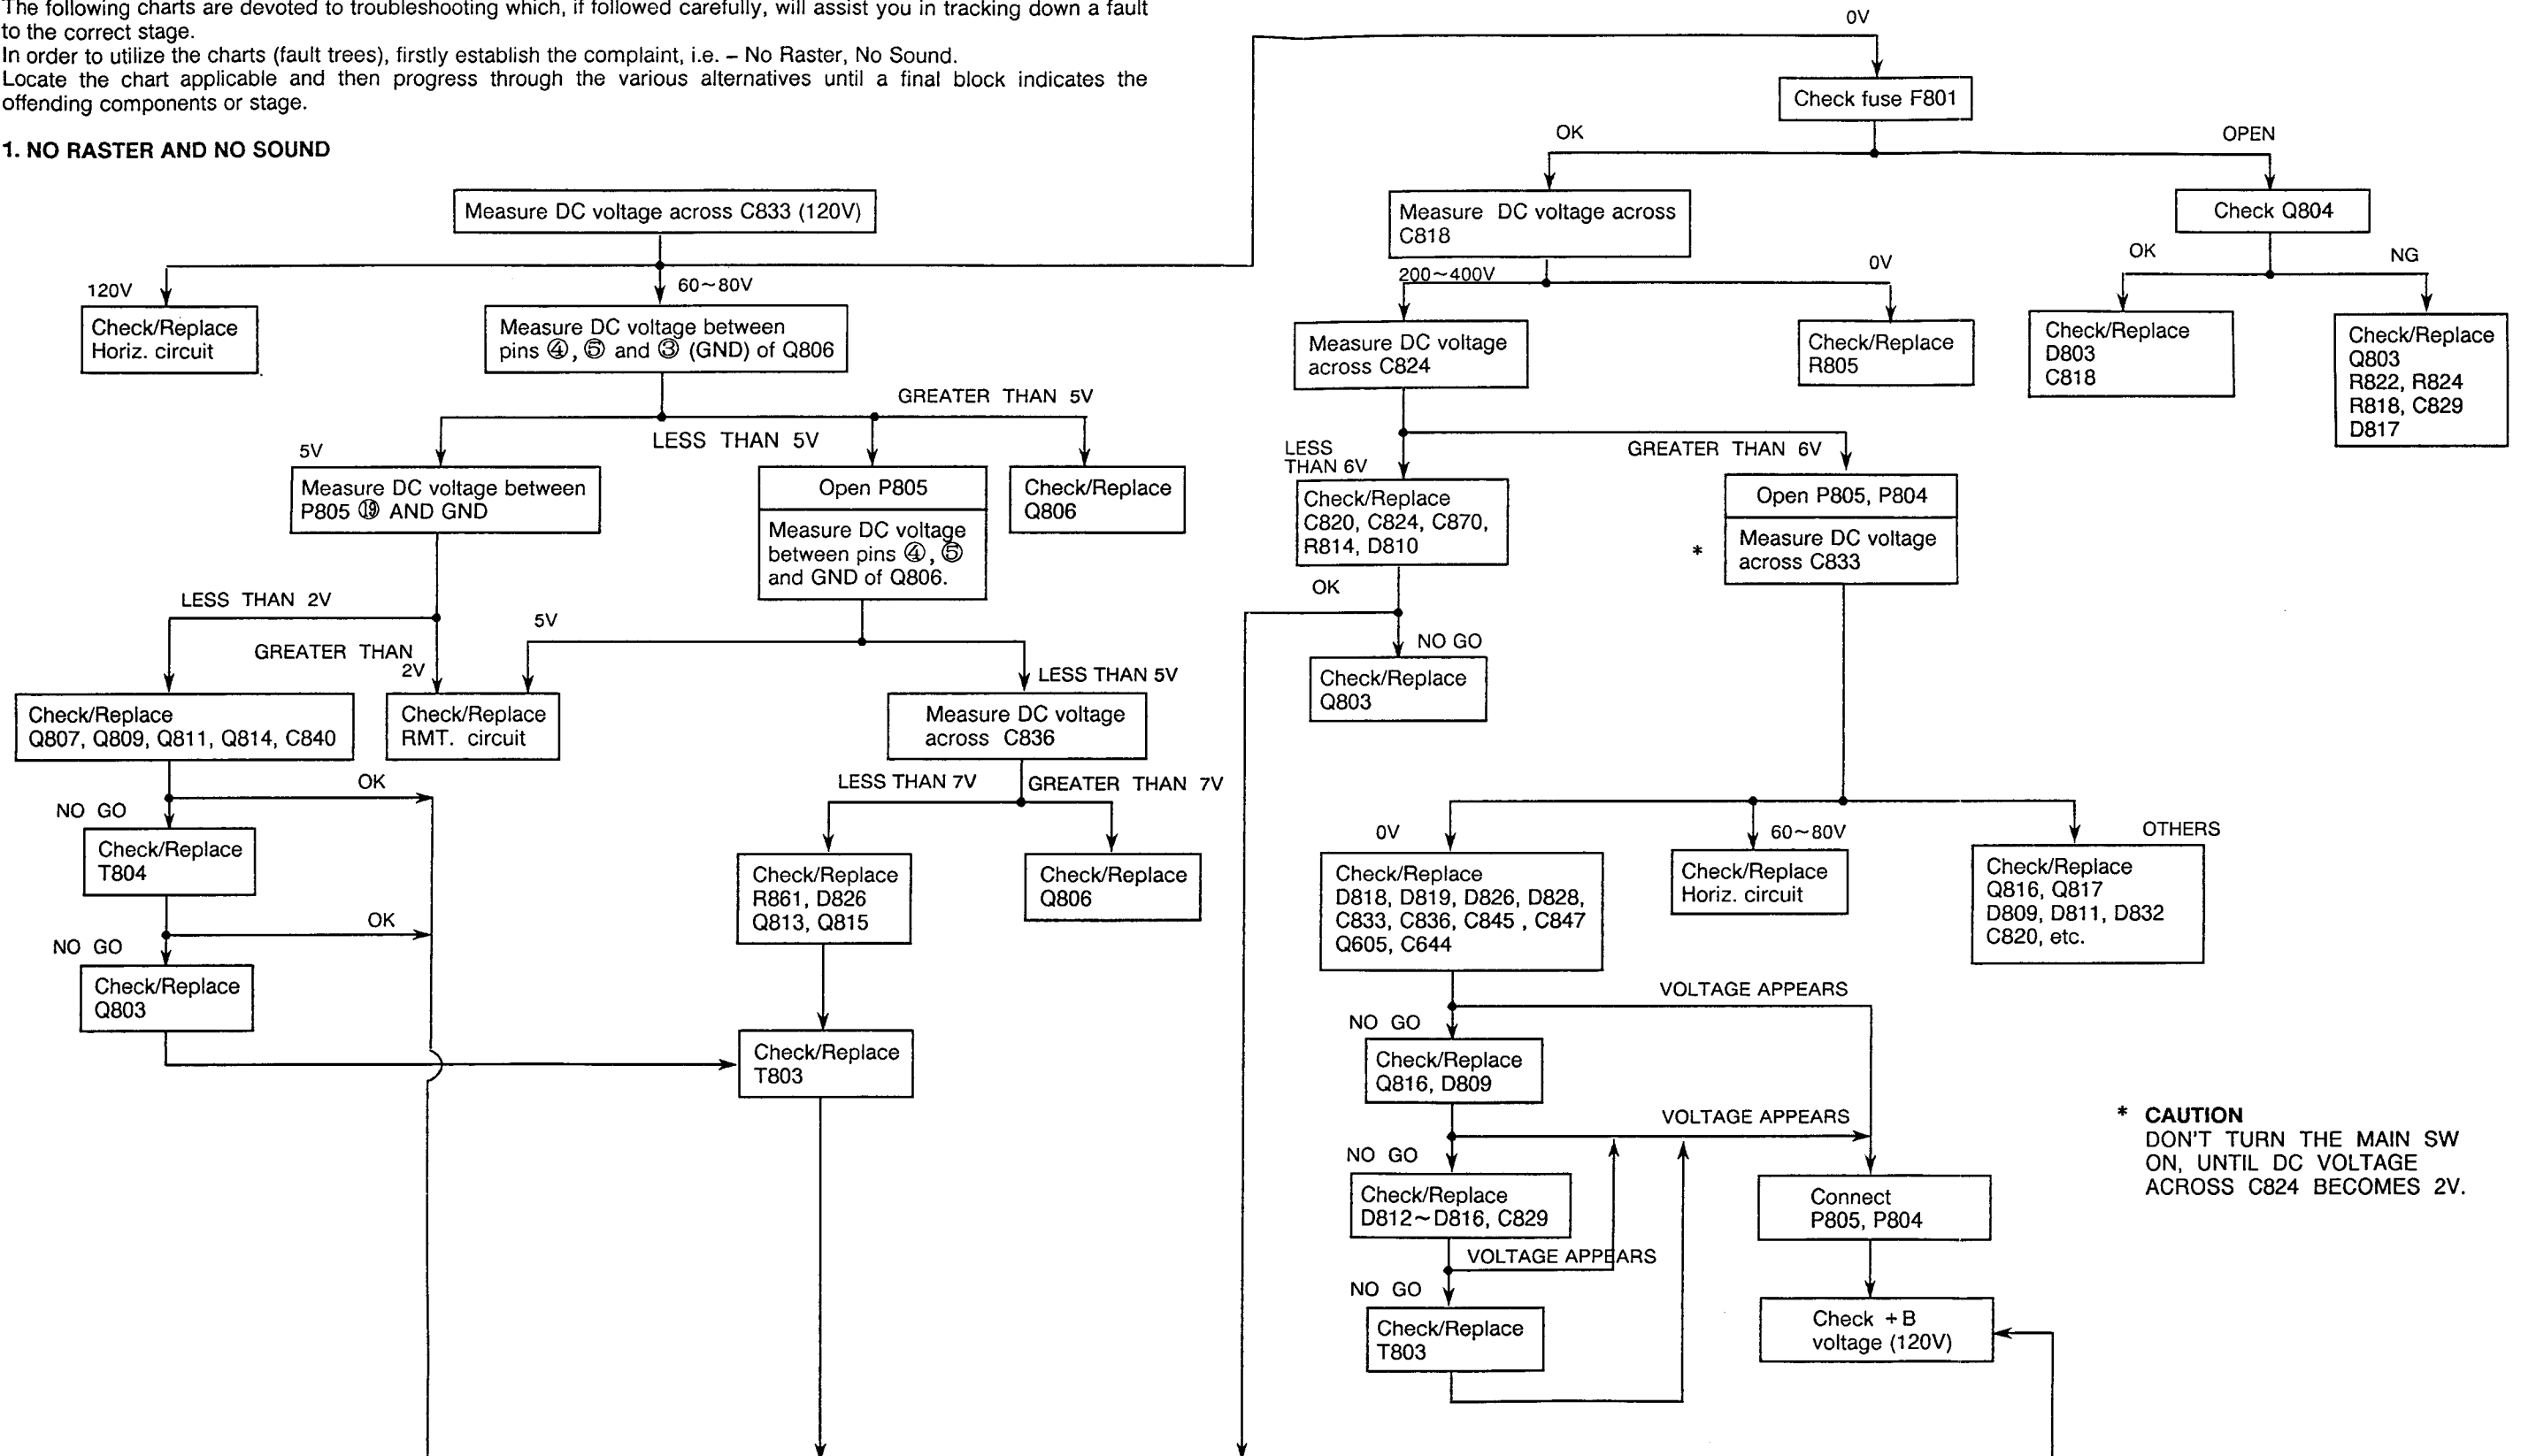 The following charts are devoted to troubleshooting which, if followed carefully, will assist you in tracking down a fault
to the correct stage.
In order to utilize the charts (fault trees), firstly establish the complaint, i.e. – No Raster, No Sound.
Locate the chart applicable and then progress through the various alternatives until a final block indicates the
offending components or stage.
1. NO RASTER AND NO SOUND
Measure DC voltage across C833 (120V)
120V
Check/Replace
Horiz. circuit
60~80V
Measure DC voltage between
pins ④, ⑤ and ③ (GND) of Q806
GREATER THAN 5V
LESS THAN 5V
5V
Measure DC voltage between
P805 ⑲ AND GND
Open P805
Measure DC voltage
between pins ④, ⑤
and GND of Q806.
Check/Replace
Q806
LESS THAN 2V
GREATER THAN
2V
5V
LESS THAN 5V
Check/Replace
Q807, Q809, Q811, Q814, C840
Check/Replace
RMT. circuit
Measure DC voltage
across C836
OK
NO GO
Check/Replace
T804
OK
NO GO
Check/Replace
Q803
LESS THAN 7V
GREATER THAN 7V
Check/Replace
R861, D826
Q813, Q815
Check/Replace
Q806
Check/Replace
T803
0V
Check fuse F801
OK
OPEN
Measure DC voltage across
C818
Check Q804
200~400V
0V
OK
NG
Measure DC voltage
across C824
Check/Replace
R805
Check/Replace
D803
C818
Check/Replace
Q803
R822, R824
R818, C829
D817
LESS
THAN 6V
GREATER THAN 6V
Check/Replace
C820, C824, C870,
R814, D810
Open P805, P804
*
Measure DC voltage
across C833
OK
NO GO
Check/Replace
Q803
0V
60~80V
OTHERS
Check/Replace
D818, D819, D826, D828,
C833, C836, C845 , C847
Q605, C644
Check/Replace
Horiz. circuit
Check/Replace
Q816, Q817
D809, D811, D832
C820, etc.
VOLTAGE APPEARS
NO GO
Check/Replace
Q816, D809
VOLTAGE APPEARS
NO GO
Check/Replace
D812~D816, C829
VOLTAGE APPEARS
NO GO
Check/Replace
T803
Connect
P805, P804
Check +B
voltage (120V)
* CAUTION
DON'T TURN THE MAIN SW
ON, UNTIL DC VOLTAGE
ACROSS C824 BECOMES 2V.